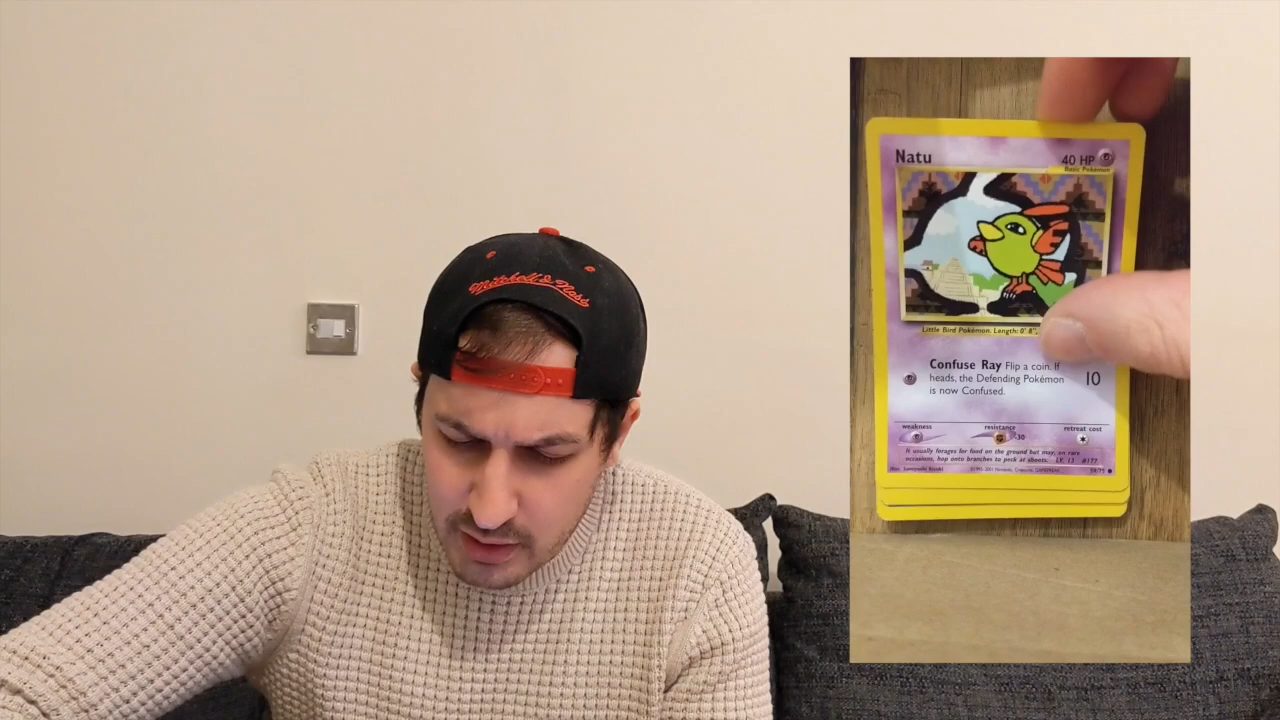 Mitchell & Ness
Natu
40 HP
Basic Pokémon
Little Bird Pokémon. Length: 0' 8",
Confuse Ray Flip a coin. If
heads, the Defending Pokémon
is now Confused.
10
weakness
resistance
retreat cost
-30
It usually forages for food on the ground but may, on rare
occasions, hop onto branches to peck at shoots. LV. 13 #177